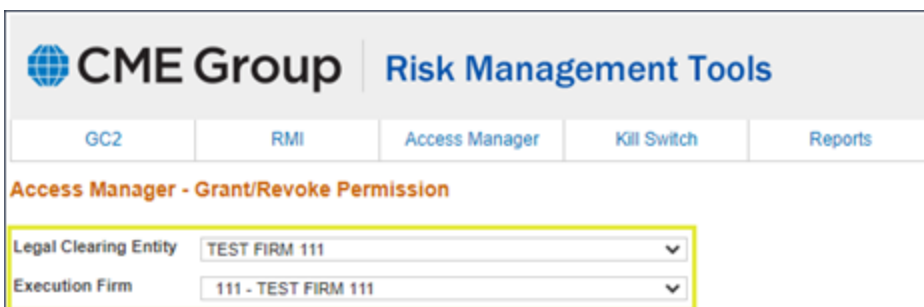 CME Group Risk Management Tools
GC2 RMI Access Manager Kill Switch Reports
Access Manager - Grant/Revoke Permission
Legal Clearing Entity TEST FIRM 111
Execution Firm 111 - TEST FIRM 111